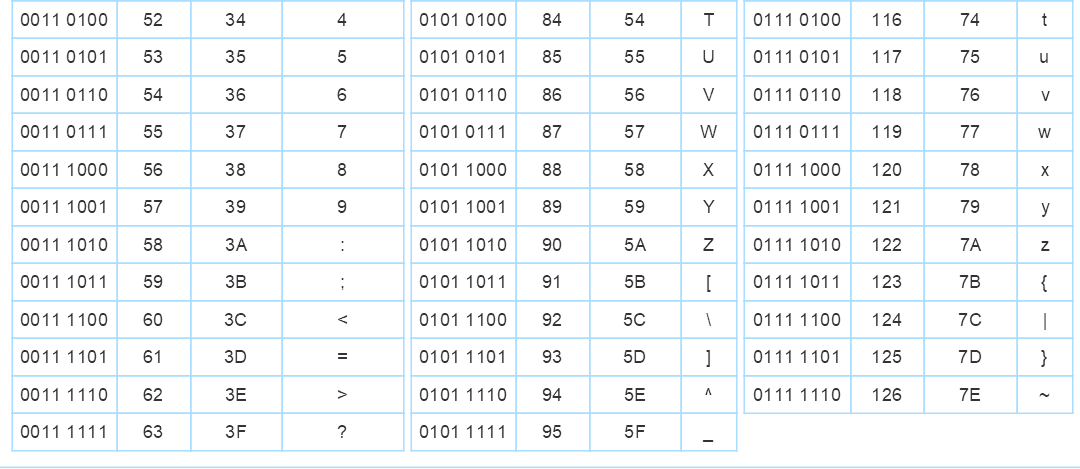 0011 0100 52 34 4 0101 0100 84 54 T 0111 0100 116 74 t
0011 0101 53 35 5 0101 0101 85 55 U 0111 0101 117 75 u
0011 0110 54 36 6 0101 0110 86 56 V 0111 0110 118 76 v
0011 0111 55 37 7 0101 0111 87 57 W 0111 0111 119 77 w
0011 1000 56 38 8 0101 1000 88 58 X 0111 1000 120 78 x
0011 1001 57 39 9 0101 1001 89 59 Y 0111 1001 121 79 y
0011 1010 58 3A : 0101 1010 90 5A Z 0111 1010 122 7A z
0011 1011 59 3B ; 0101 1011 91 5B [ 0111 1011 123 7B {
0011 1100 60 3C < 0101 1100 92 5C \ 0111 1100 124 7C |
0011 1101 61 3D = 0101 1101 93 5D ] 0111 1101 125 7D }
0011 1110 62 3E > 0101 1110 94 5E ^ 0111 1110 126 7E ~
0011 1111 63 3F ? 0101 1111 95 5F _